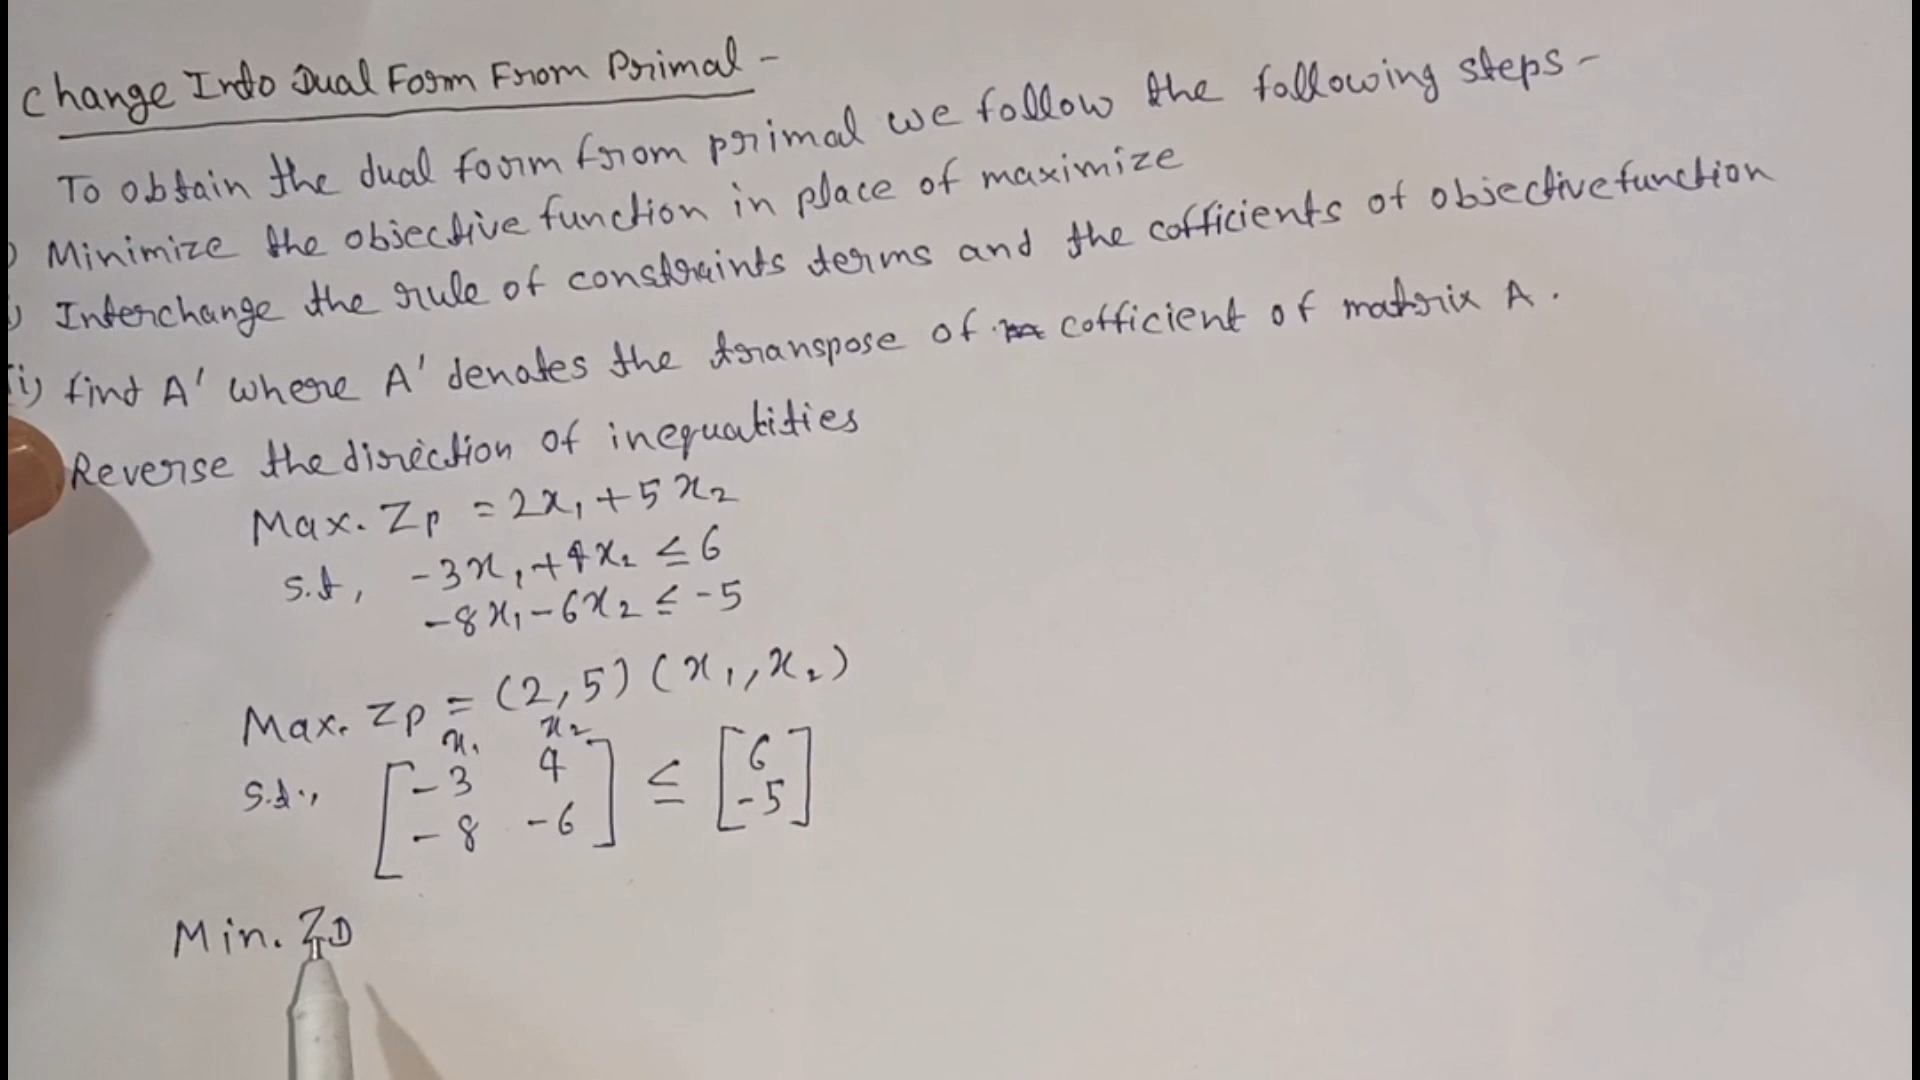 Change Into Dual Form From Primal -
To obtain the dual form from primal we follow the following steps -
) Minimize the objective function in place of maximize
) Interchange the rule of constraints terms and the cofficients of objective function
i) find A' where A' denates the transpose of cofficient of matrix A.
Reverse the direction of inequatities
Max. Zp = 2x₁ + 5x₂
s.t, -3x₁ + 4x₂ ≤ 6
-8x₁ - 6x₂ ≤ -5
Max. Zp = (2,5) (x₁, x₂)
x₁ x₂
s.t., [-3 4] ≤ [6]
[-8 -6] [-5]
Min. ZD